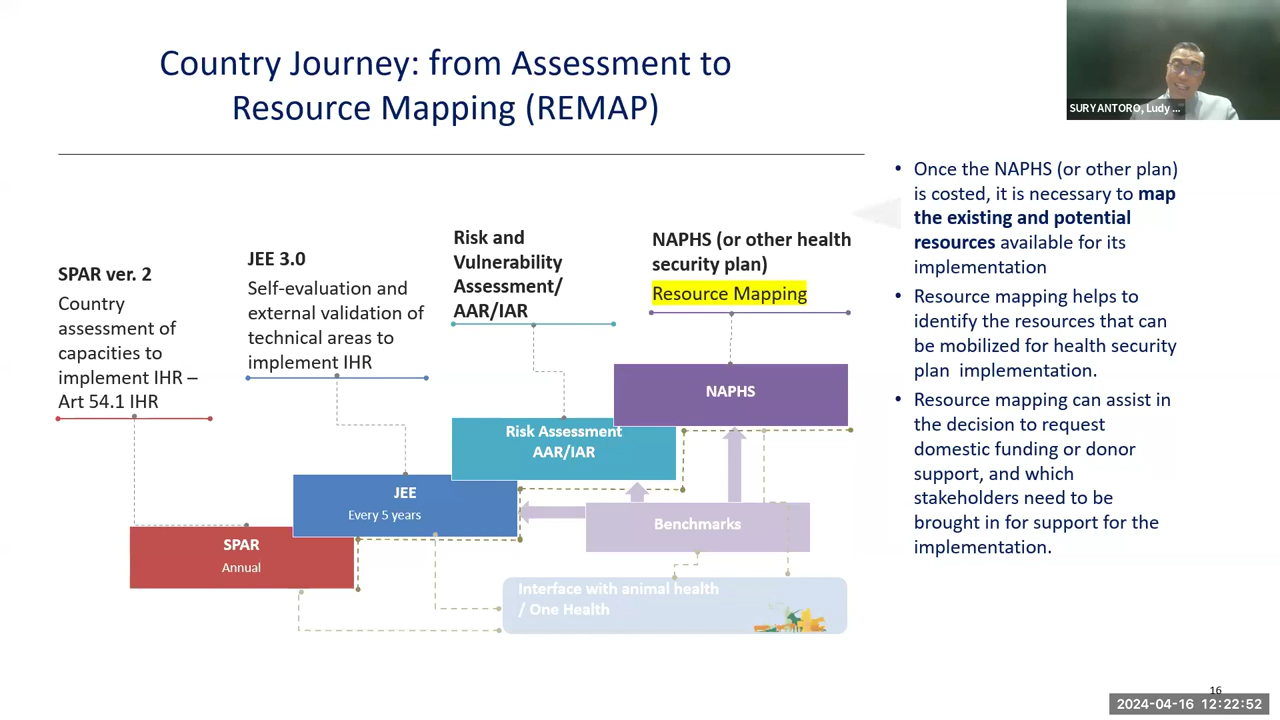 Country Journey: from Assessment to
Resource Mapping (REMAP)
SURYANTORO, Ludy ...
SPAR ver. 2
Country
assessment of
capacities to
implement IHR –
Art 54.1 IHR
JEE 3.0
Self-evaluation and
external validation of
technical areas to
implement IHR
Risk and
Vulnerability
Assessment/
AAR/IAR
NAPHS (or other health
security plan)
Resource Mapping
NAPHS
Risk Assessment
AAR/IAR
JEE
Every 5 years
SPAR
Annual
Benchmarks
Interface with animal health
/ One Health
• Once the NAPHS (or other plan)
is costed, it is necessary to map
the existing and potential
resources available for its
implementation
• Resource mapping helps to
identify the resources that can
be mobilized for health security
plan implementation.
• Resource mapping can assist in
the decision to request
domestic funding or donor
support, and which
stakeholders need to be
brought in for support for the
implementation.
16
2024-04-16 12:22:52